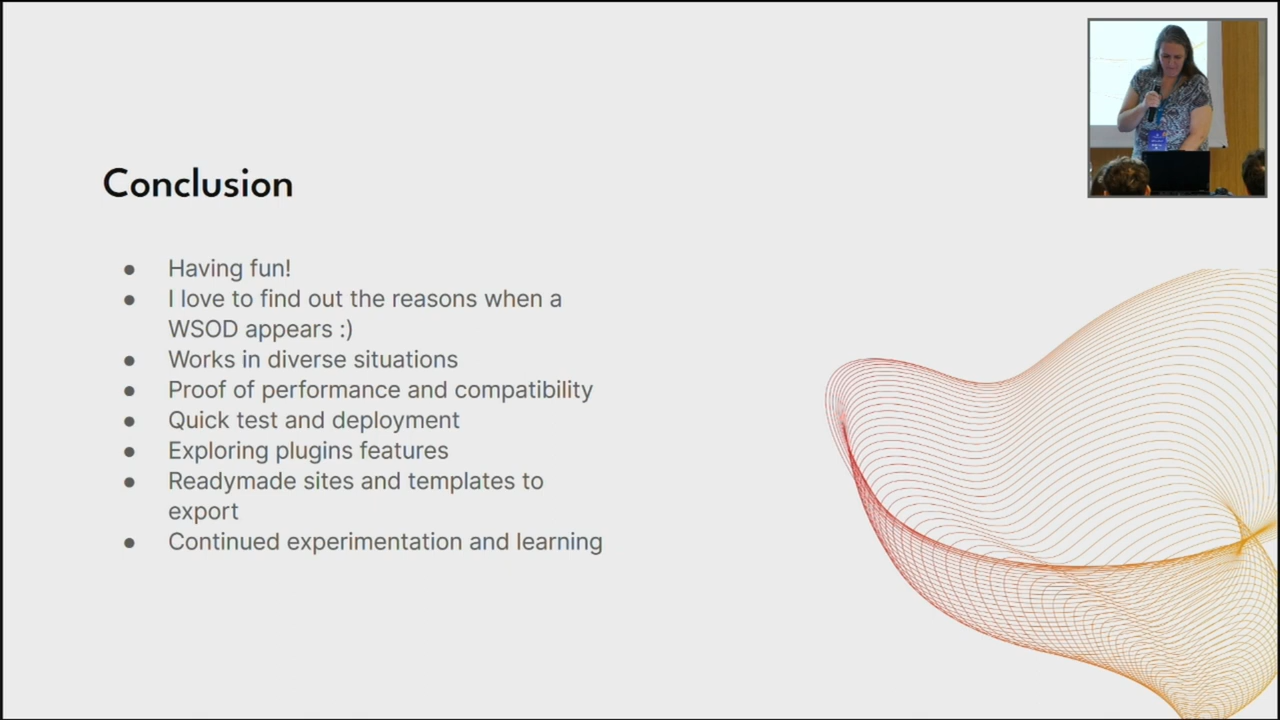 Conclusion
● Having fun!
● I love to find out the reasons when a
WSOD appears :)
● Works in diverse situations
● Proof of performance and compatibility
● Quick test and deployment
● Exploring plugins features
● Readymade sites and templates to
export
● Continued experimentation and learning